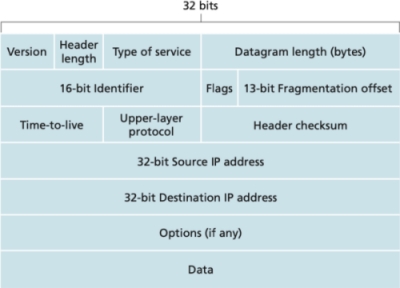 32 bits
Version Header length Type of service Datagram length (bytes)
16-bit Identifier Flags 13-bit Fragmentation offset
Time-to-live Upper-layer protocol Header checksum
32-bit Source IP address
32-bit Destination IP address
Options (if any)
Data